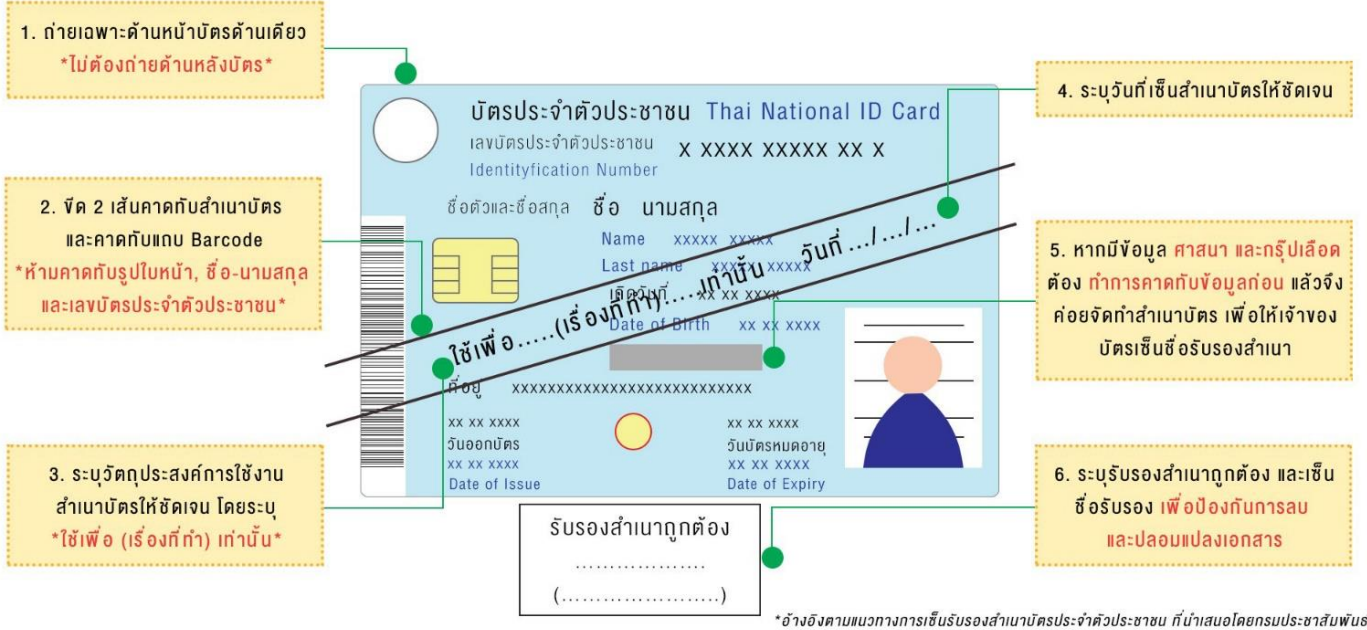 1. ถ่ายเฉพาะด้านหน้าบัตรด้านเดียว
*ไม่ต้องถ่ายด้านหลังบัตร*
2. ขีด 2 เส้นคาดทับสำเนาบัตร
และคาดทับแถบ Barcode
*ห้ามคาดทับรูปใบหน้า, ชื่อ-นามสกุล
และเลขบัตรประจำตัวประชาชน*
3. ระบุวัตถุประสงค์การใช้งาน
สำเนาบัตรให้ชัดเจน โดยระบุ
*ใช้เพื่อ (เรื่องที่ทำ) เท่านั้น*
บัตรประจำตัวประชาชน Thai National ID Card
เลขบัตรประจำตัวประชาชน X XXXX XXXXX XX X
Identityfication Number
ชื่อตัวและชื่อสกุล ชื่อ นามสกุล
Name xxxxx xxxxx
Last name xxxxx xxxxx
เกิดวันที่ xx xx xxxx
Date of Birth xx xx xxxx
ใช้เพื่อ.....(เรื่องที่ทำ).....เท่านั้น วันที่ .../.../...
ที่อยู่ xxxxxxxxxxxxxxxxxxxxxxxxxxx
xx xx xxxx
วันออกบัตร
xx xx xxxx
Date of Issue
xx xx xxxx
วันบัตรหมดอายุ
xx xx xxxx
Date of Expiry
รับรองสำเนาถูกต้อง
..................
(.....................)
4. ระบุวันที่เซ็นสำเนาบัตรให้ชัดเจน
5. หากมีข้อมูล ศาสนา และกรุ๊ปเลือด
ต้อง ทำการคาดทับข้อมูลก่อน แล้วจึง
ค่อยจัดทำสำเนาบัตร เพื่อให้เจ้าของ
บัตรเซ็นชื่อรับรองสำเนา
6. ระบุรับรองสำเนาถูกต้อง และเซ็น
ชื่อรับรอง เพื่อป้องกันการลบ
และปลอมแปลงเอกสาร
*อ้างอิงตามแนวทางการเซ็นรับรองสำเนาบัตรประจำตัวประชาชน ที่นำเสนอโดยกรมประชาสัมพันธ์